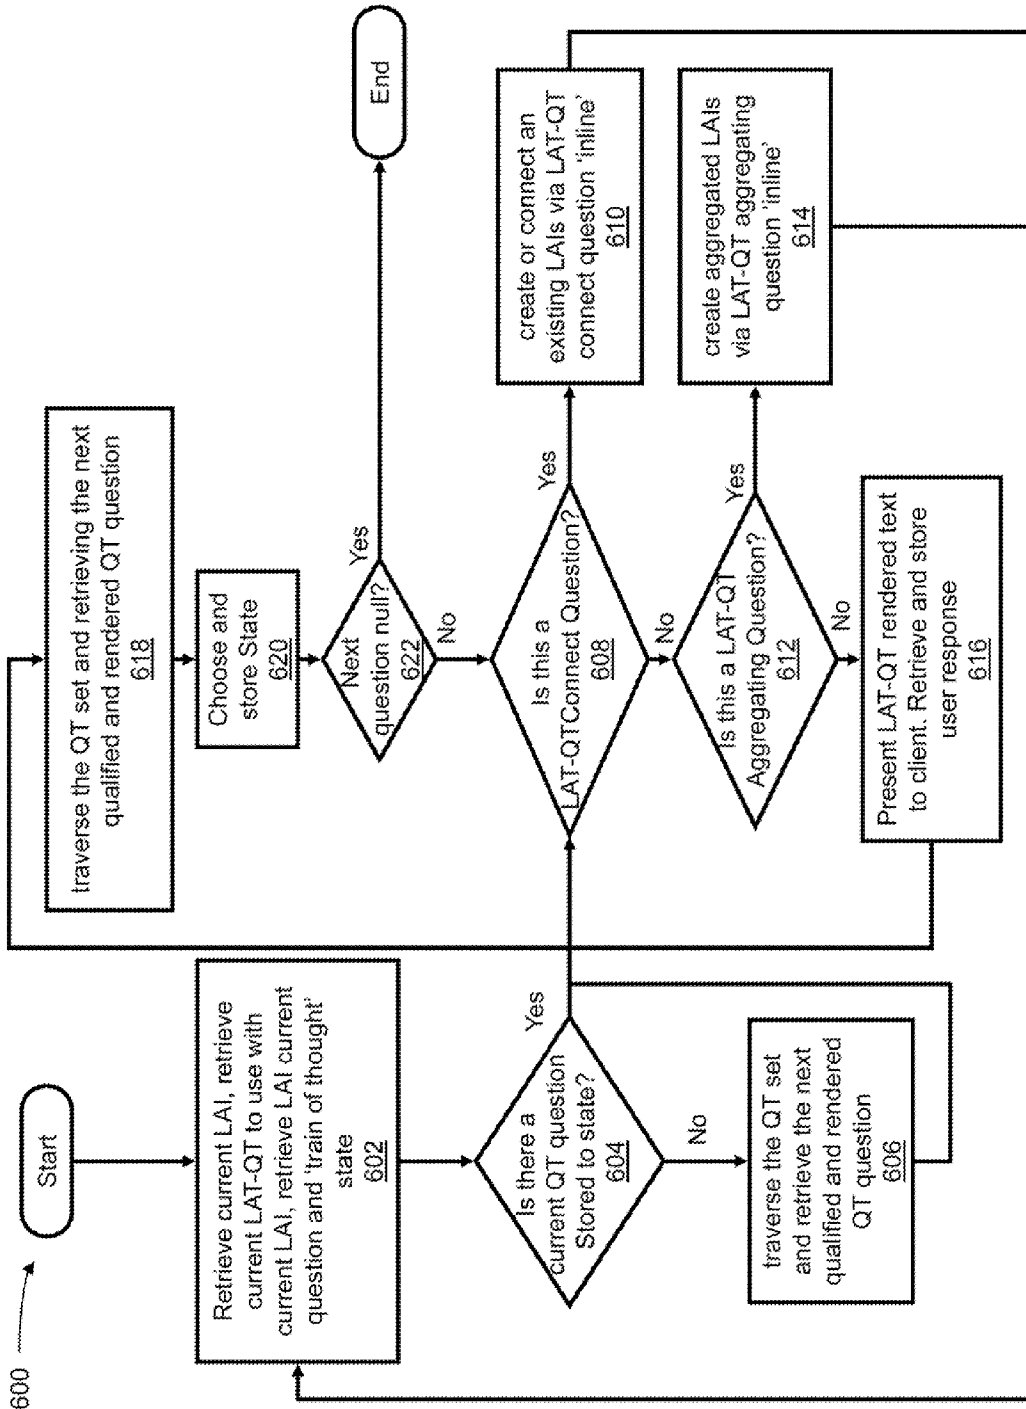 600
Start
Retrieve current LAI, retrieve
current LAT-QT to use with
current LAI, retrieve LAI current
question and 'train of thought'
state
602
Is there a
current QT question
Stored to state?
604
Yes
No
traverse the QT set
and retrieve the next
qualified and rendered
QT question
606
traverse the QT set and retrieving the next
qualified and rendered QT question
618
Choose and
store State
620
Next
question null?
622
Yes
No
End
Is this a
LAT-QTConnect Question?
608
Yes
No
create or connect an
existing LAIs via LAT-QT
connect question 'inline'
610
Is this a LAT-QT
Aggregating Question?
612
Yes
No
create aggregated LAIs
via LAT-QT aggregating
question 'inline'
614
Present LAT-QT rendered text
to client. Retrieve and store
user response
616